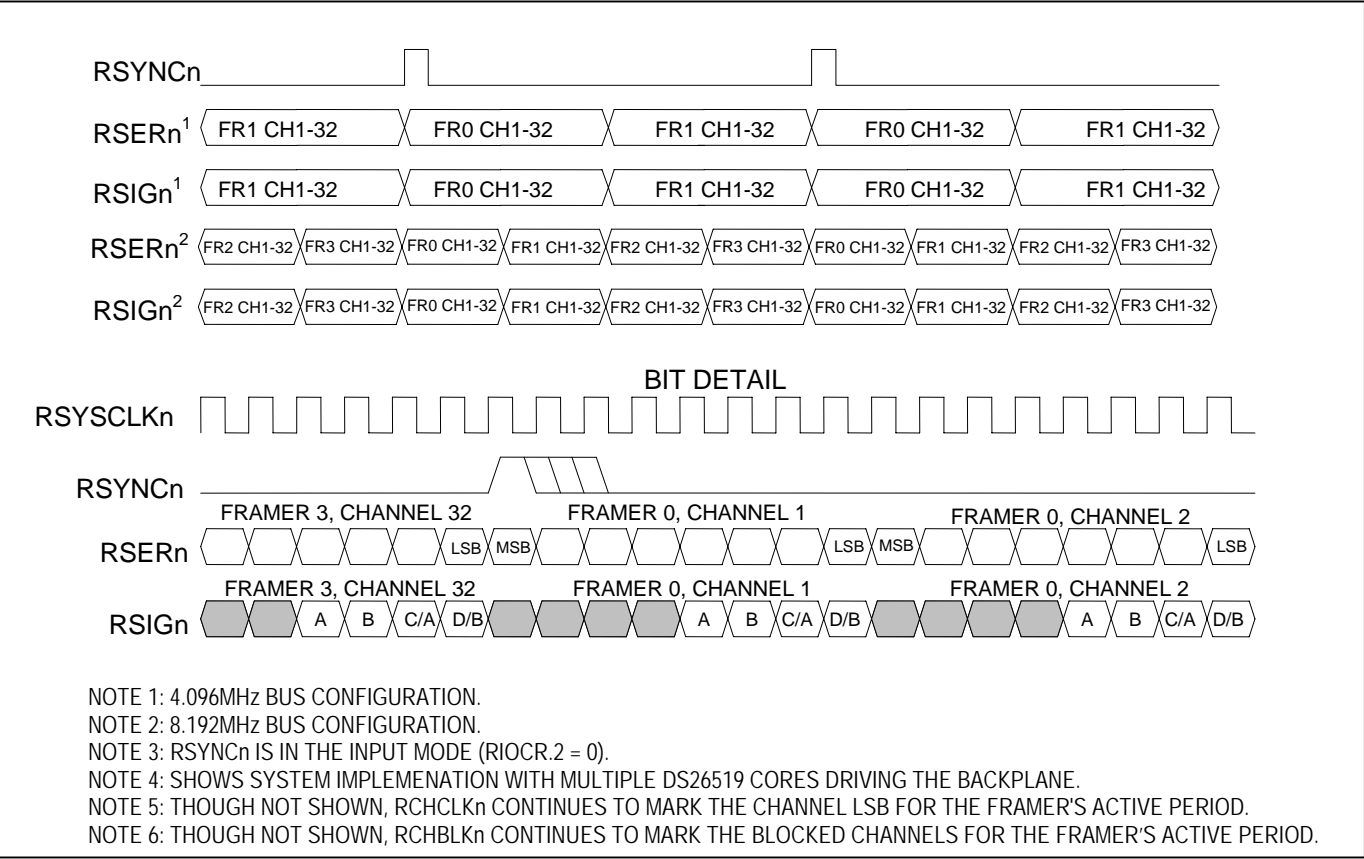 RSYNCn
RSERn1 FR1 CH1-32 FR0 CH1-32 FR1 CH1-32 FR0 CH1-32 FR1 CH1-32
RSIGn1 FR1 CH1-32 FR0 CH1-32 FR1 CH1-32 FR0 CH1-32 FR1 CH1-32
RSERn2 FR2 CH1-32 FR3 CH1-32 FR0 CH1-32 FR1 CH1-32 FR2 CH1-32 FR3 CH1-32 FR0 CH1-32 FR1 CH1-32 FR2 CH1-32 FR3 CH1-32
RSIGn2 FR2 CH1-32 FR3 CH1-32 FR0 CH1-32 FR1 CH1-32 FR2 CH1-32 FR3 CH1-32 FR0 CH1-32 FR1 CH1-32 FR2 CH1-32 FR3 CH1-32
BIT DETAIL
RSYSCLKn
RSYNCn
FRAMER 3, CHANNEL 32 FRAMER 0, CHANNEL 1 FRAMER 0, CHANNEL 2
RSERn LSB MSB LSB MSB LSB
FRAMER 3, CHANNEL 32 FRAMER 0, CHANNEL 1 FRAMER 0, CHANNEL 2
RSIGn A B C/A D/B A B C/A D/B A B C/A D/B
NOTE 1: 4.096MHz BUS CONFIGURATION.
NOTE 2: 8.192MHz BUS CONFIGURATION.
NOTE 3: RSYNCn IS IN THE INPUT MODE (RIOCR.2 = 0).
NOTE 4: SHOWS SYSTEM IMPLEMENATION WITH MULTIPLE DS26519 CORES DRIVING THE BACKPLANE.
NOTE 5: THOUGH NOT SHOWN, RCHCLKn CONTINUES TO MARK THE CHANNEL LSB FOR THE FRAMER'S ACTIVE PERIOD.
NOTE 6: THOUGH NOT SHOWN, RCHBLKn CONTINUES TO MARK THE BLOCKED CHANNELS FOR THE FRAMER’S ACTIVE PERIOD.